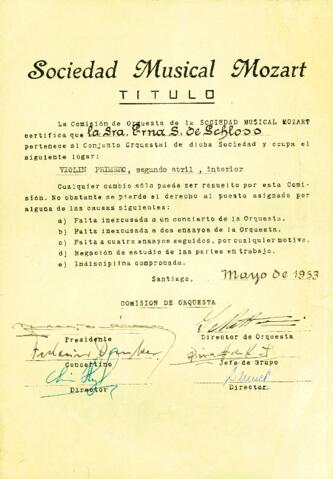 Sociedad Musical Mozart
TITULO
La Comisión de Orquesta de la SOCIEDAD MUSICAL MOZART
certifica que la Sra. Erna S. de Schloss
pertenece al Conjunto Orquestal de dicha Sociedad y ocupa el
siguiente lugar:
VIOLIN PRIMERO, segundo atril, interior
Cualquier cambio sólo puede ser resuelto por esta Comi-
sión. No obstante se pierde el derecho al puesto asignado por
alguna de las causas siguientes:
a) Falta inexcusada a un concierto de la Orquesta.
b) Falta inexcusada a dos ensayos de la Orquesta.
c) Falta a cuatro ensayos seguidos, por cualquier motivo.
d) Negación de estudio de las partes en trabajo.
e) Indisciplina comprobada.
Santiago, Mayo de 1953
COMISION DE ORQUESTA
Presidente Director de Orquesta
Concertino Jefe de Grupo
Director Director